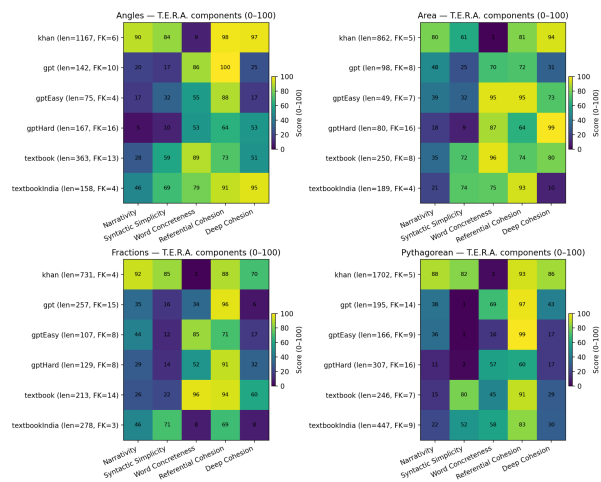 Angles — T.E.R.A. components (0–100)
khan (len=1167, FK=6) 90 84 98 97
gpt (len=142, FK=10) 20 17 86 100 25
gptEasy (len=75, FK=4) 17 32 55 88 17
gptHard (len=167, FK=16) 10 53 64 53
textbook (len=363, FK=13) 28 59 89 73 51
textbookIndia (len=158, FK=4) 46 69 79 91 95
Narrativity
Syntactic Simplicity
Word Concreteness
Referential Cohesion
Deep Cohesion
100
80
60
40
20
0
Score (0–100)
Area — T.E.R.A. components (0–100)
khan (len=862, FK=5) 80 61 81 94
gpt (len=98, FK=8) 48 25 70 72 31
gptEasy (len=49, FK=7) 39 32 95 95 73
gptHard (len=80, FK=16) 18 87 64 99
textbook (len=250, FK=8) 35 72 96 74 80
textbookIndia (len=189, FK=4) 21 74 75 93
Narrativity
Syntactic Simplicity
Word Concreteness
Referential Cohesion
Deep Cohesion
100
80
60
40
20
0
Score (0–100)
Fractions — T.E.R.A. components (0–100)
khan (len=731, FK=4) 92 85 88 70
gpt (len=257, FK=15) 35 16 34 96
gptEasy (len=107, FK=8) 44 12 85 71 17
gptHard (len=129, FK=8) 29 14 52 91 32
textbook (len=213, FK=14) 26 22 96 94 60
textbookIndia (len=278, FK=3) 46 71 69
Narrativity
Syntactic Simplicity
Word Concreteness
Referential Cohesion
Deep Cohesion
100
80
60
40
20
0
Score (0–100)
Pythagorean — T.E.R.A. components (0–100)
khan (len=1702, FK=5) 88 82 93 86
gpt (len=195, FK=14) 38 69 97 43
gptEasy (len=166, FK=9) 36 16 99 17
gptHard (len=307, FK=16) 11 57 60 17
textbook (len=246, FK=7) 15 80 45 91 29
textbookIndia (len=447, FK=9) 22 52 58 83 30
Narrativity
Syntactic Simplicity
Word Concreteness
Referential Cohesion
Deep Cohesion
100
80
60
40
20
0
Score (0–100)